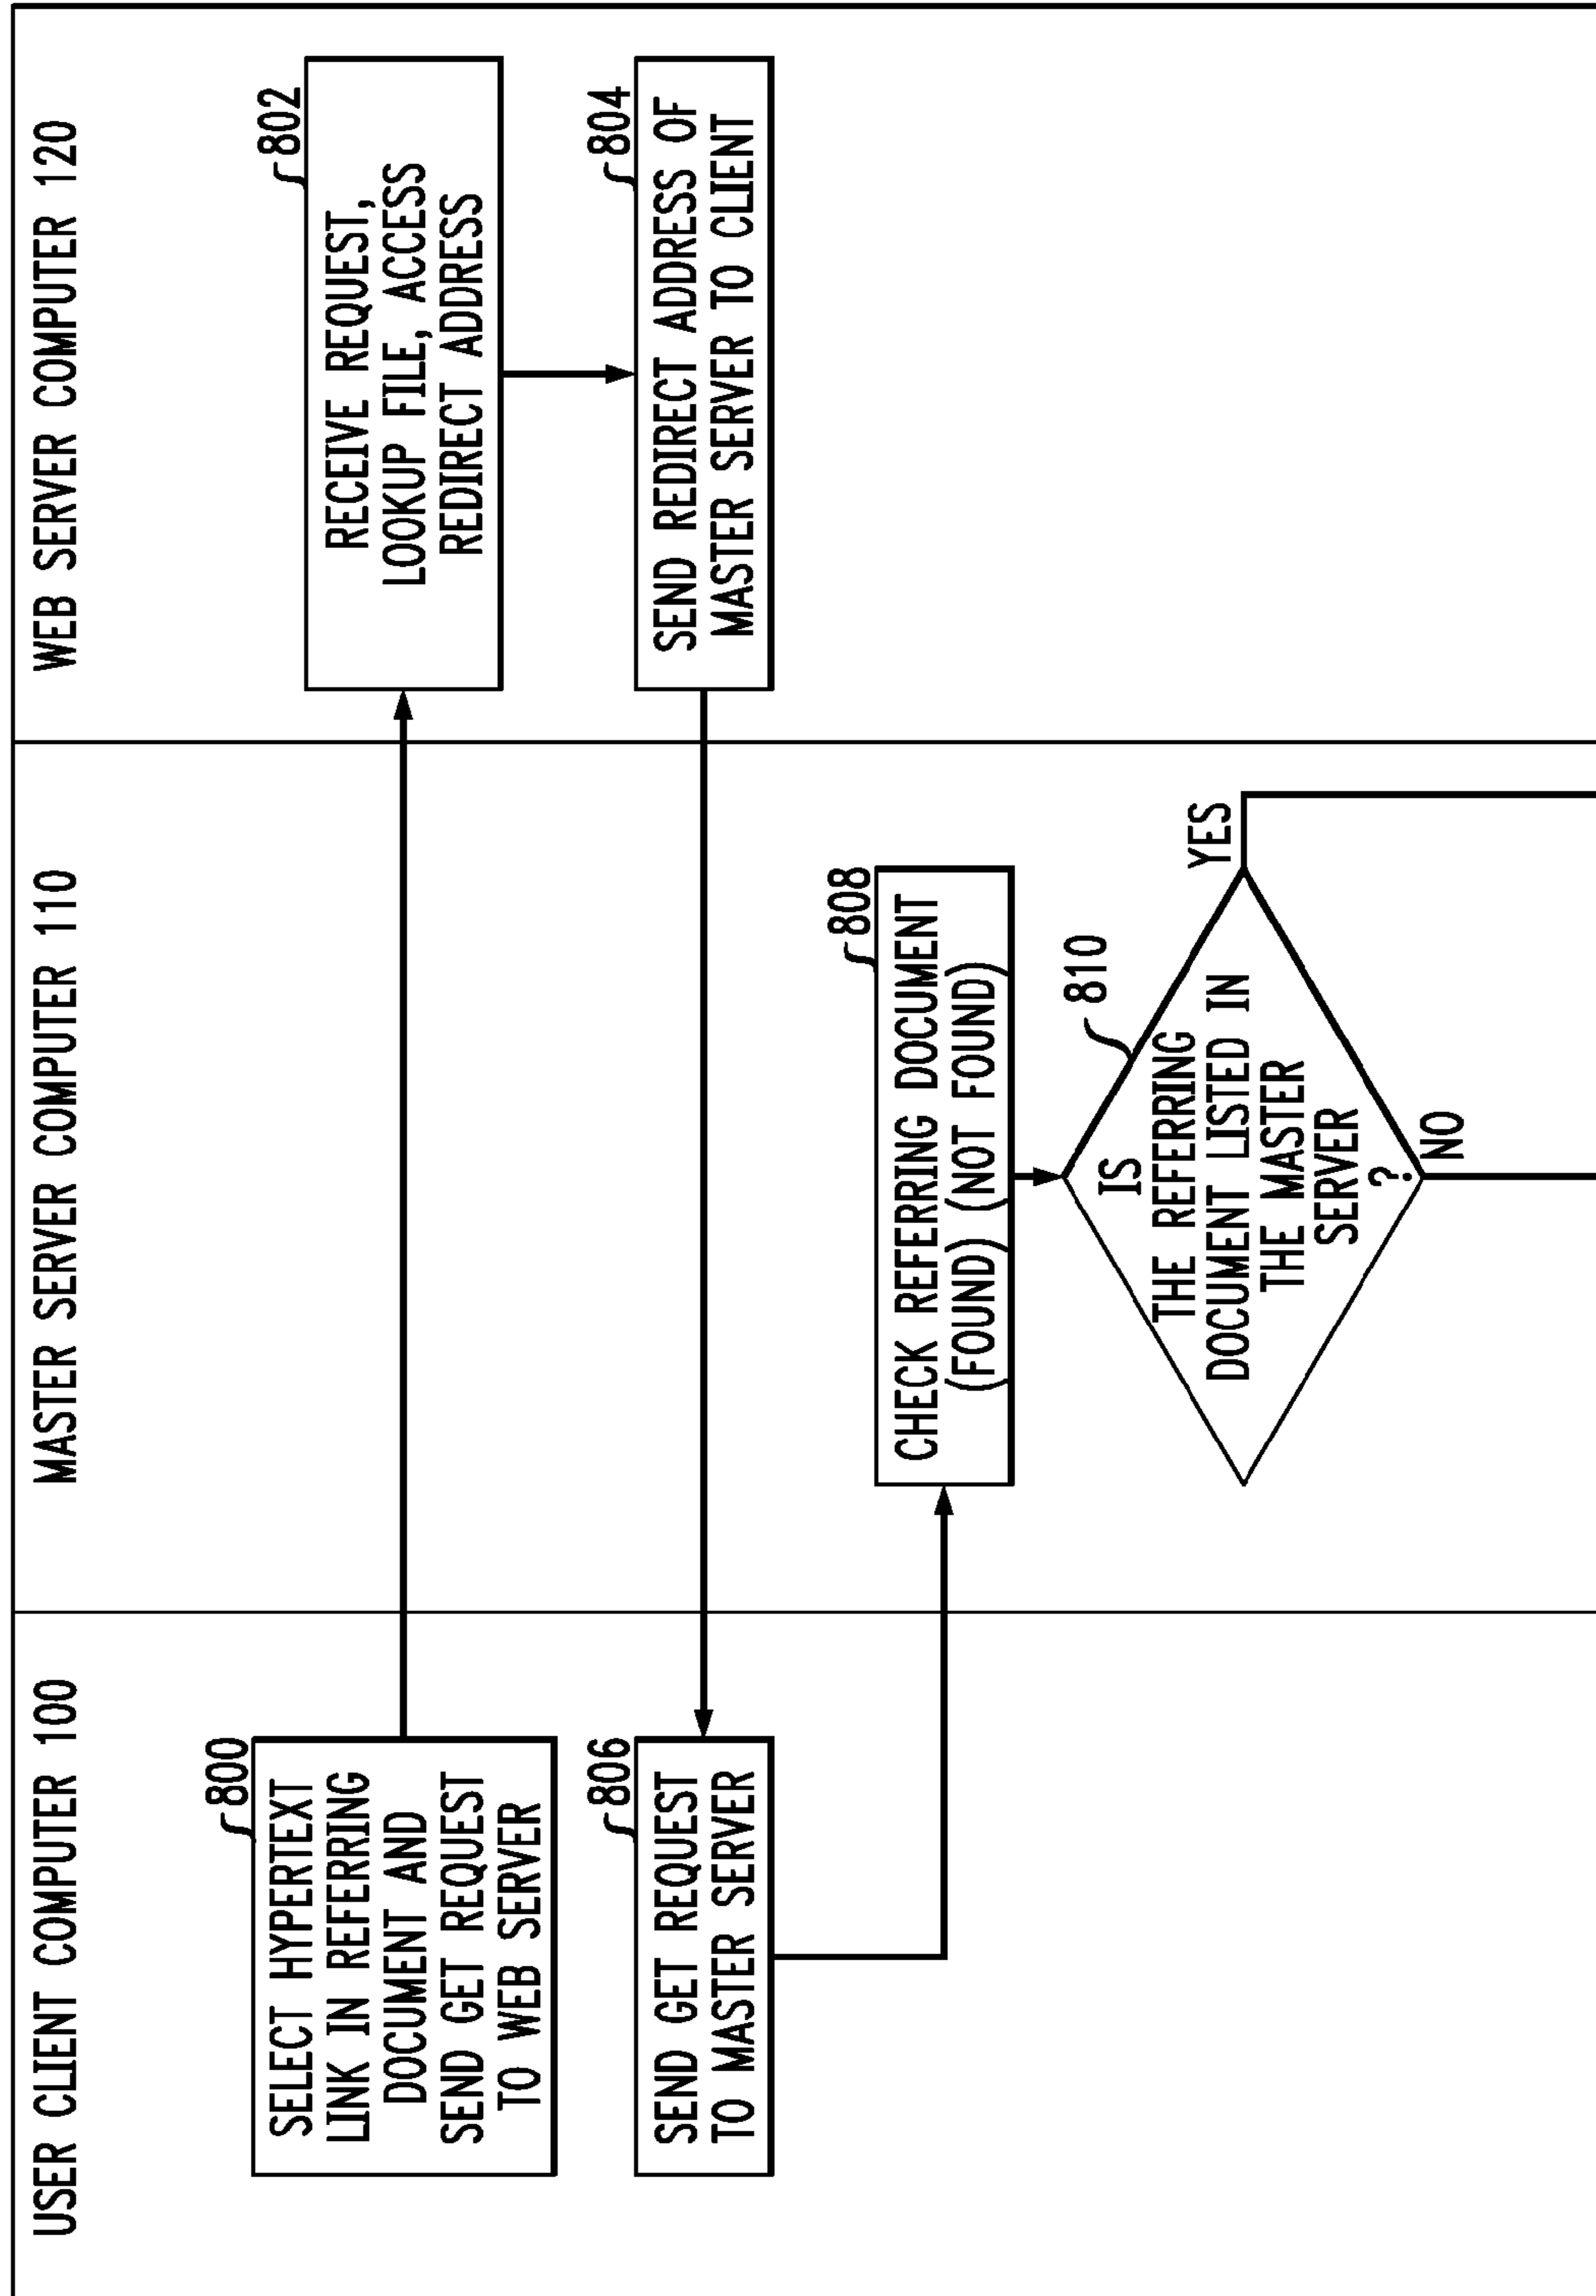 USER CLIENT COMPUTER 100
MASTER SERVER COMPUTER 110
WEB SERVER COMPUTER 120
800
SELECT HYPERTEXT
LINK IN REFERRING
DOCUMENT AND
SEND GET REQUEST
TO WEB SERVER
802
RECEIVE REQUEST,
LOOKUP FILE, ACCESS
REDIRECT ADDRESS
804
SEND REDIRECT ADDRESS OF
MASTER SERVER TO CLIENT
806
SEND GET REQUEST
TO MASTER SERVER
808
CHECK REFERRING DOCUMENT
(FOUND) (NOT FOUND)
810
IS
THE REFERRING
DOCUMENT LISTED IN
THE MASTER
SERVER
?
YES
NO